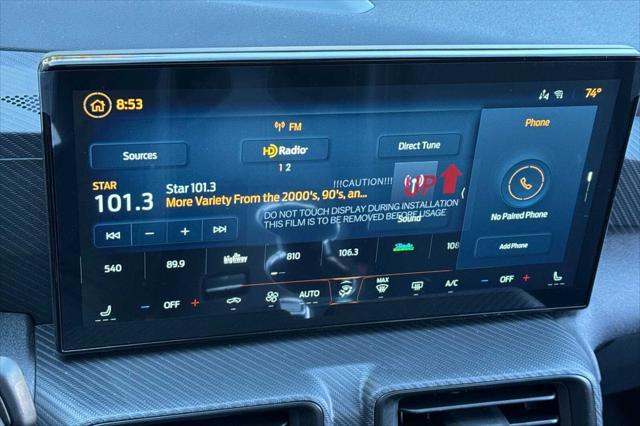 8:53
74°
FM
Sources
HD Radio
1 2
Direct Tune
Phone
STAR
101.3
Star 101.3
More Variety From the 2000's, 90's, an...
!!!CAUTION!!!
UP
DO NOT TOUCH DISPLAY DURING INSTALLATION
THIS FILM IS TO BE REMOVED BEFORE USAGE
Sound
No Paired Phone
Add Phone
540
89.9
highway
810
106.3
108
- OFF +
AUTO
MAX
A/C
- OFF +